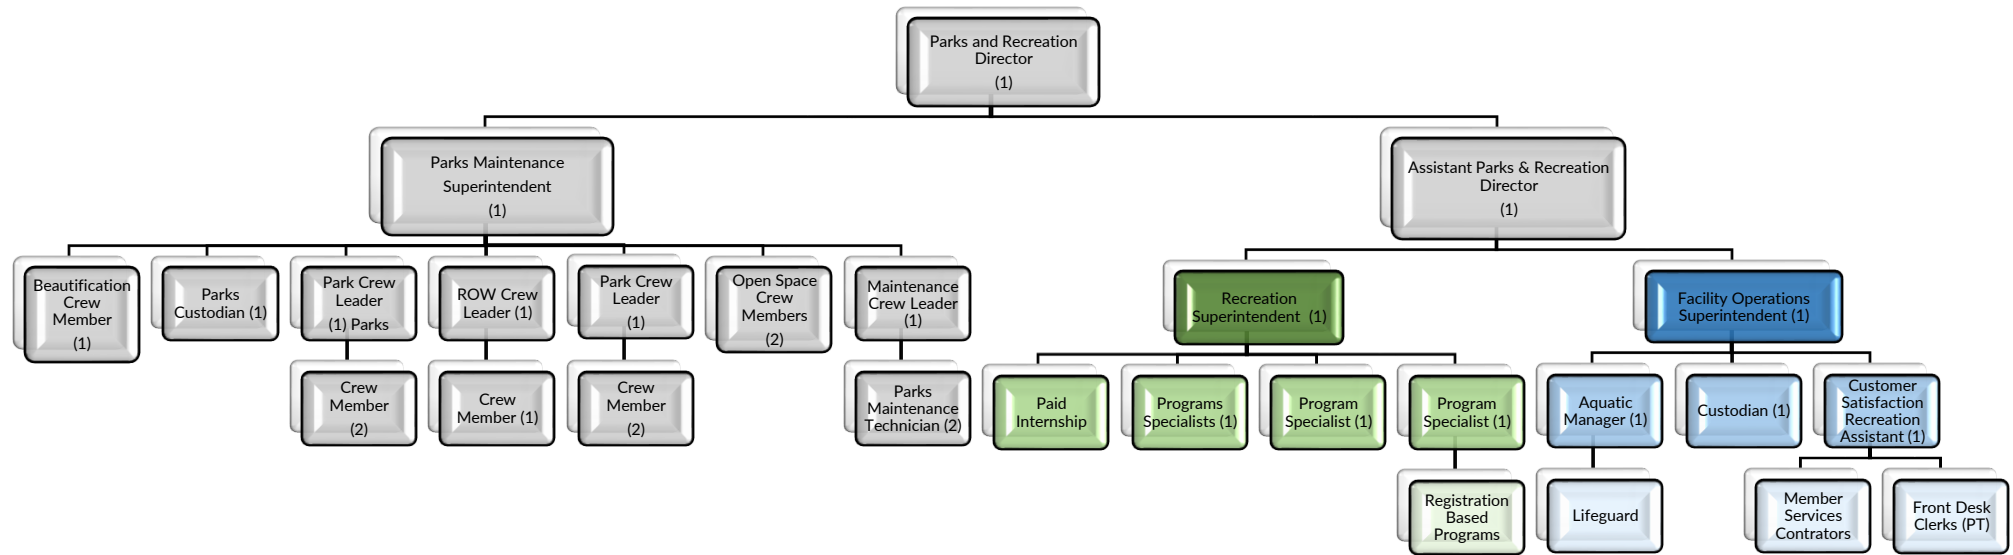 Parks and Recreation
Director
(1)
Parks Maintenance
Superintendent
(1)
Assistant Parks & Recreation
Director
(1)
Beautification
Crew
Member
(1)
Parks
Custodian (1)
Park Crew
Leader
(1) Parks
ROW Crew
Leader (1)
Park Crew
Leader
(1)
Open Space
Crew
Members
(2)
Maintenance
Crew Leader
(1)
Recreation
Superintendent (1)
Facility Operations
Superintendent (1)
Crew
Member
(2)
Crew
Member (1)
Crew
Member
(2)
Parks
Maintenance
Technician (2)
Paid
Internship
Programs
Specialists (1)
Program
Specialist (1)
Program
Specialist (1)
Aquatic
Manager (1)
Custodian (1)
Customer
Satisfaction
Recreation
Assistant (1)
Registration
Based
Programs
Lifeguard
Member
Services
Contrators
Front Desk
Clerks (PT)